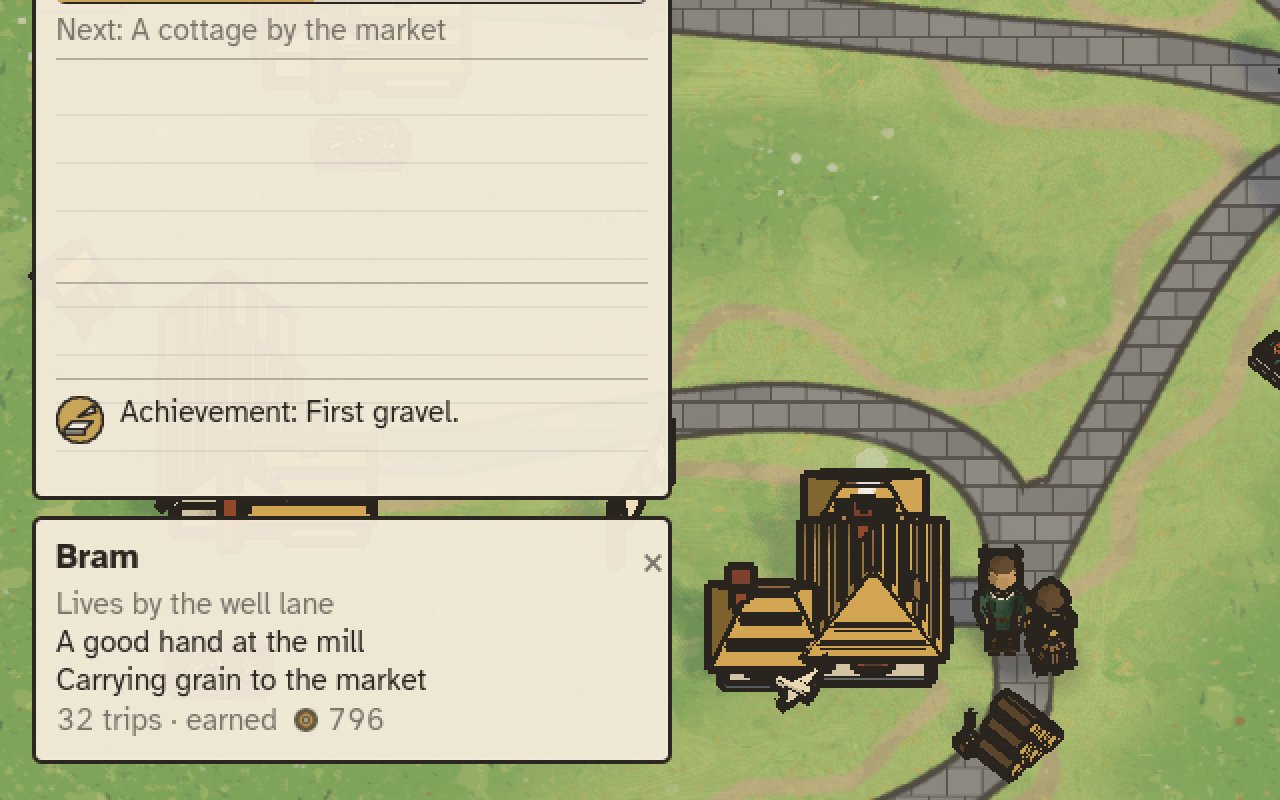 Next: A cottage by the market
Achievement: First gravel.
Bram
×
Lives by the well lane
A good hand at the mill
Carrying grain to the market
32 trips · earned 796